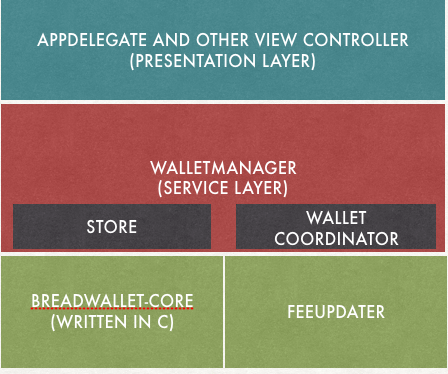 APPDELEGATE AND OTHER VIEW CONTROLLER
(PRESENTATION LAYER)
WALLETMANAGER
(SERVICE LAYER)
STORE
WALLET
COORDINATOR
BREADWALLET-CORE
(WRITTEN IN C)
FEEUPDATER